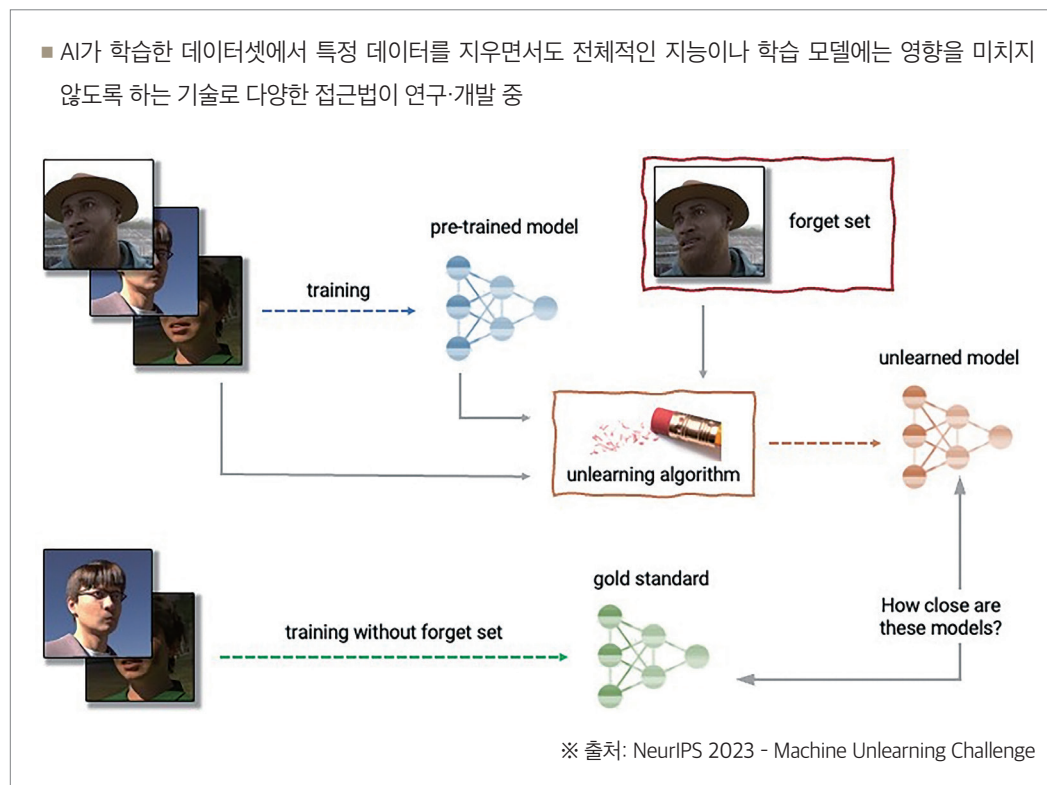 ■ AI가 학습한 데이터셋에서 특정 데이터를 지우면서도 전체적인 지능이나 학습 모델에는 영향을 미치지
않도록 하는 기술로 다양한 접근법이 연구·개발 중
forget set
pre-trained model
training
unlearned model
unlearning algorithm
gold standard
training without forget set
How close are
these models?
※ 출처: NeurIPS 2023 - Machine Unlearning Challenge